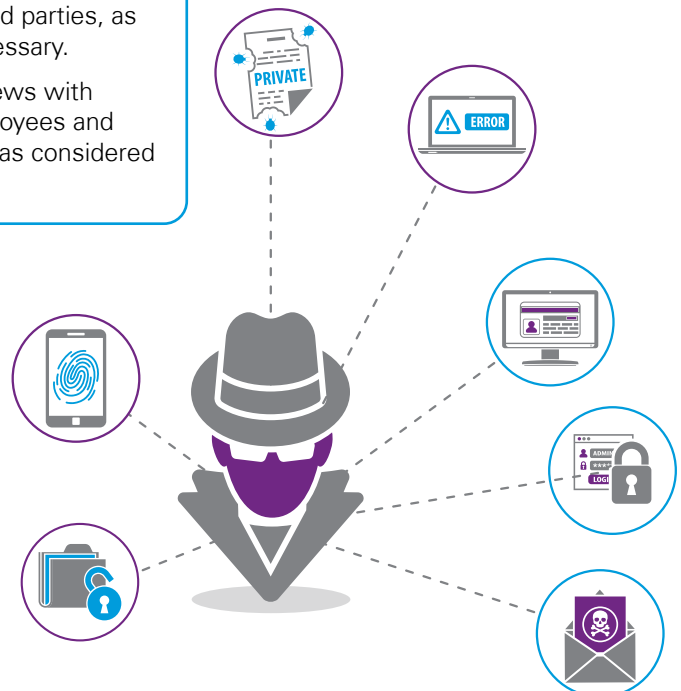 d parties, as
essary.
ews with
oyees and
as considered
PRIVATE
ERROR
ADMIN
****
LOGI